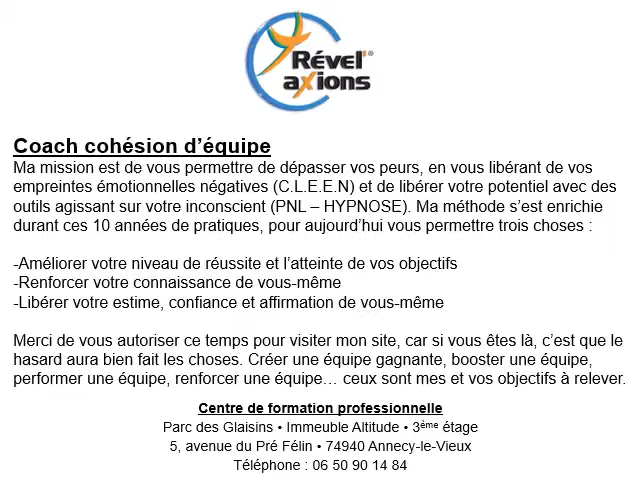 Rével'®
aXions
Coach cohésion d'équipe
Ma mission est de vous permettre de dépasser vos peurs, en vous libérant de vos
empreintes émotionnelles négatives (C.L.E.E.N) et de libérer votre potentiel avec des
outils agissant sur votre inconscient (PNL – HYPNOSE). Ma méthode s'est enrichie
durant ces 10 années de pratiques, pour aujourd'hui vous permettre trois choses :
-Améliorer votre niveau de réussite et l'atteinte de vos objectifs
-Renforcer votre connaissance de vous-même
-Libérer votre estime, confiance et affirmation de vous-même
Merci de vous autoriser ce temps pour visiter mon site, car si vous êtes là, c'est que le
hasard aura bien fait les choses. Créer une équipe gagnante, booster une équipe,
performer une équipe, renforcer une équipe… ceux sont mes et vos objectifs à relever.
Centre de formation professionnelle
Parc des Glaisins • Immeuble Altitude • 3ème étage
5, avenue du Pré Félin • 74940 Annecy-le-Vieux
Téléphone : 06 50 90 14 84